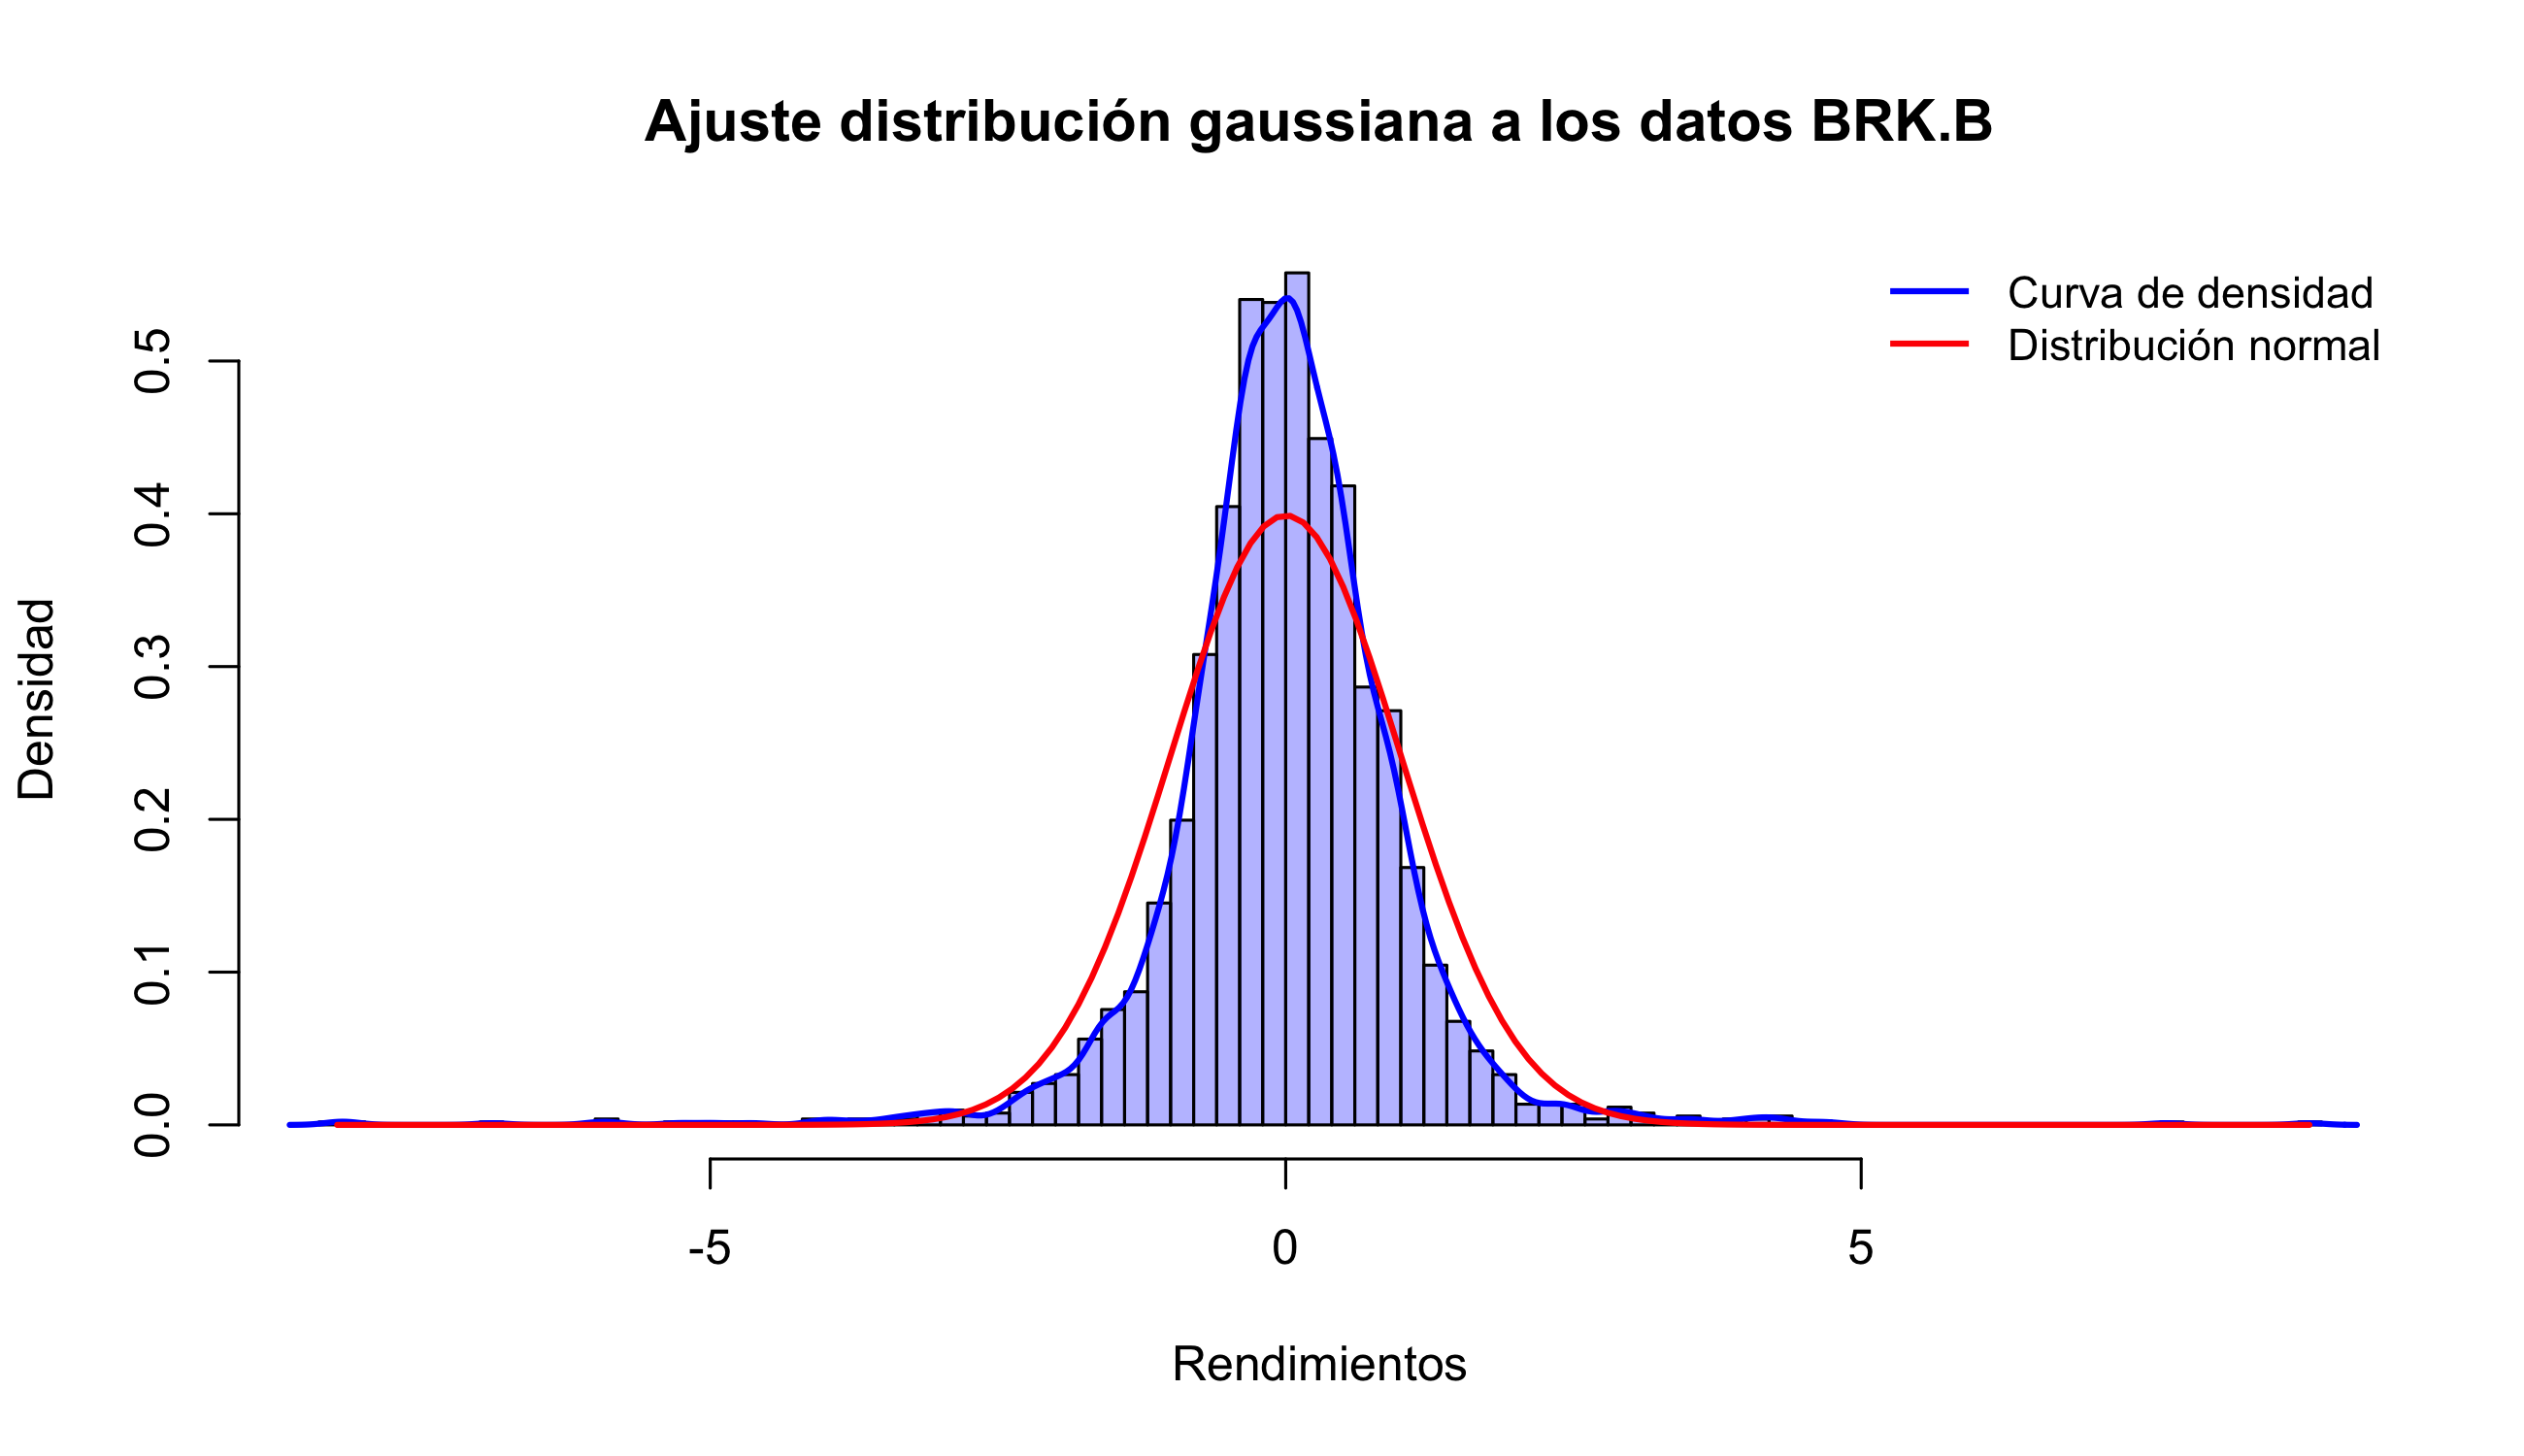 Ajuste distribución gaussiana a los datos BRK.B
Curva de densidad
Distribución normal
Densidad
0.5
0.4
0.3
0.2
0.1
0.0
-5
0
5
Rendimientos